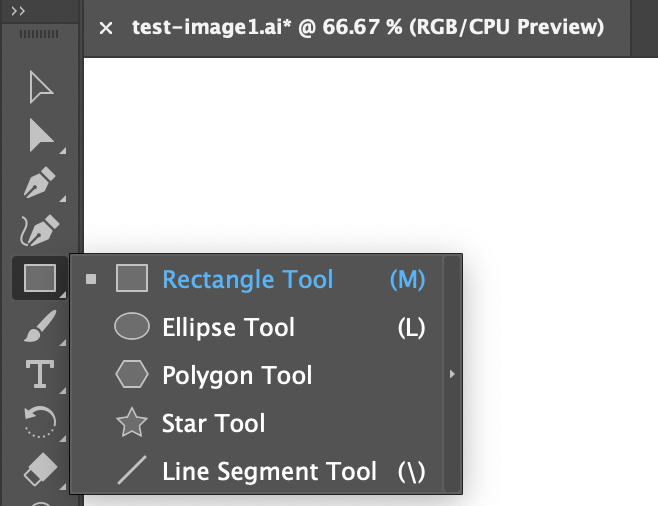 test-image1.ai* @ 66.67 % (RGB/CPU Preview)
Rectangle Tool (M)
Ellipse Tool (L)
Polygon Tool
Star Tool
Line Segment Tool (\)